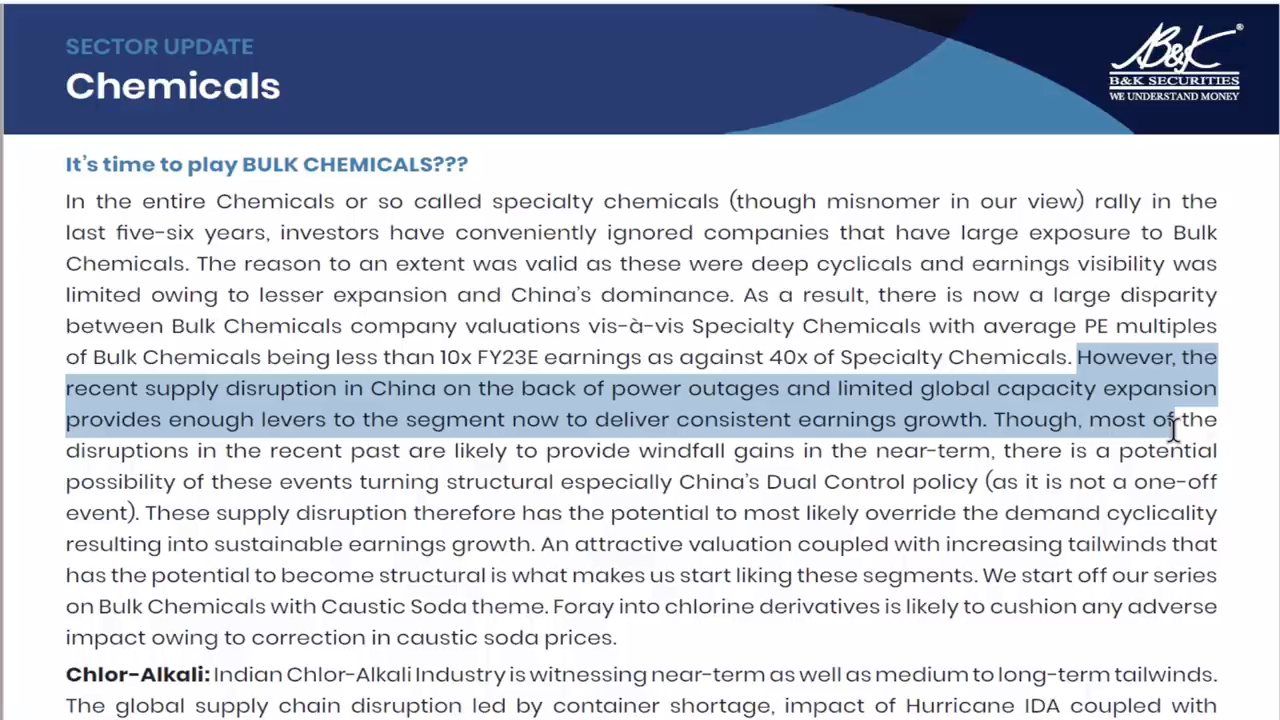 SECTOR UPDATE
Chemicals
B&K®
B&K SECURITIES
WE UNDERSTAND MONEY
It's time to play BULK CHEMICALS???
In the entire Chemicals or so called specialty chemicals (though misnomer in our view) rally in the
last five-six years, investors have conveniently ignored companies that have large exposure to Bulk
Chemicals. The reason to an extent was valid as these were deep cyclicals and earnings visibility was
limited owing to lesser expansion and China's dominance. As a result, there is now a large disparity
between Bulk Chemicals company valuations vis-à-vis Specialty Chemicals with average PE multiples
of Bulk Chemicals being less than 10x FY23E earnings as against 40x of Specialty Chemicals. However, the
recent supply disruption in China on the back of power outages and limited global capacity expansion
provides enough levers to the segment now to deliver consistent earnings growth. Though, most of the
disruptions in the recent past are likely to provide windfall gains in the near-term, there is a potential
possibility of these events turning structural especially China's Dual Control policy (as it is not a one-off
event). These supply disruption therefore has the potential to most likely override the demand cyclicality
resulting into sustainable earnings growth. An attractive valuation coupled with increasing tailwinds that
has the potential to become structural is what makes us start liking these segments. We start off our series
on Bulk Chemicals with Caustic Soda theme. Foray into chlorine derivatives is likely to cushion any adverse
impact owing to correction in caustic soda prices.
Chlor-Alkali: Indian Chlor-Alkali Industry is witnessing near-term as well as medium to long-term tailwinds.
The global supply chain disruption led by container shortage, impact of Hurricane IDA coupled with